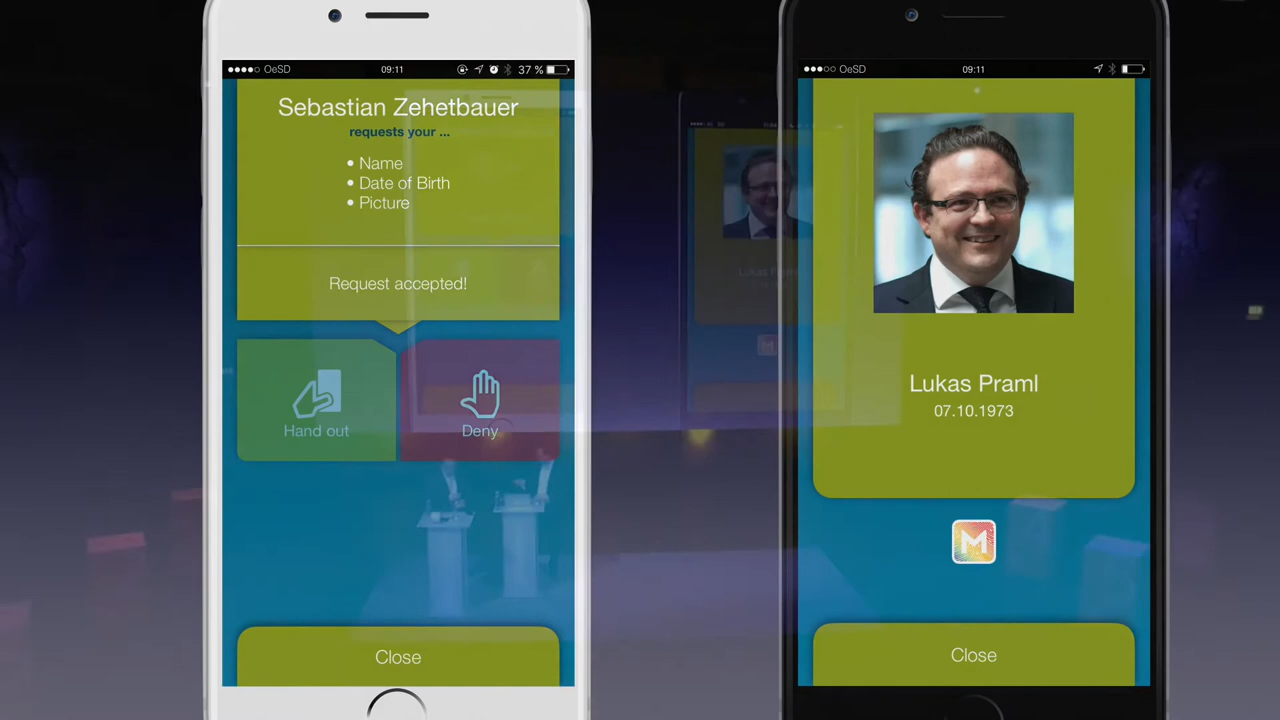 OeSD 09:11 37 %
Sebastian Zehetbauer
requests your ...
• Name
• Date of Birth
• Picture
Request accepted!
Hand out
Deny
Close
OeSD 09:11
Lukas Praml
07.10.1973
M
Close